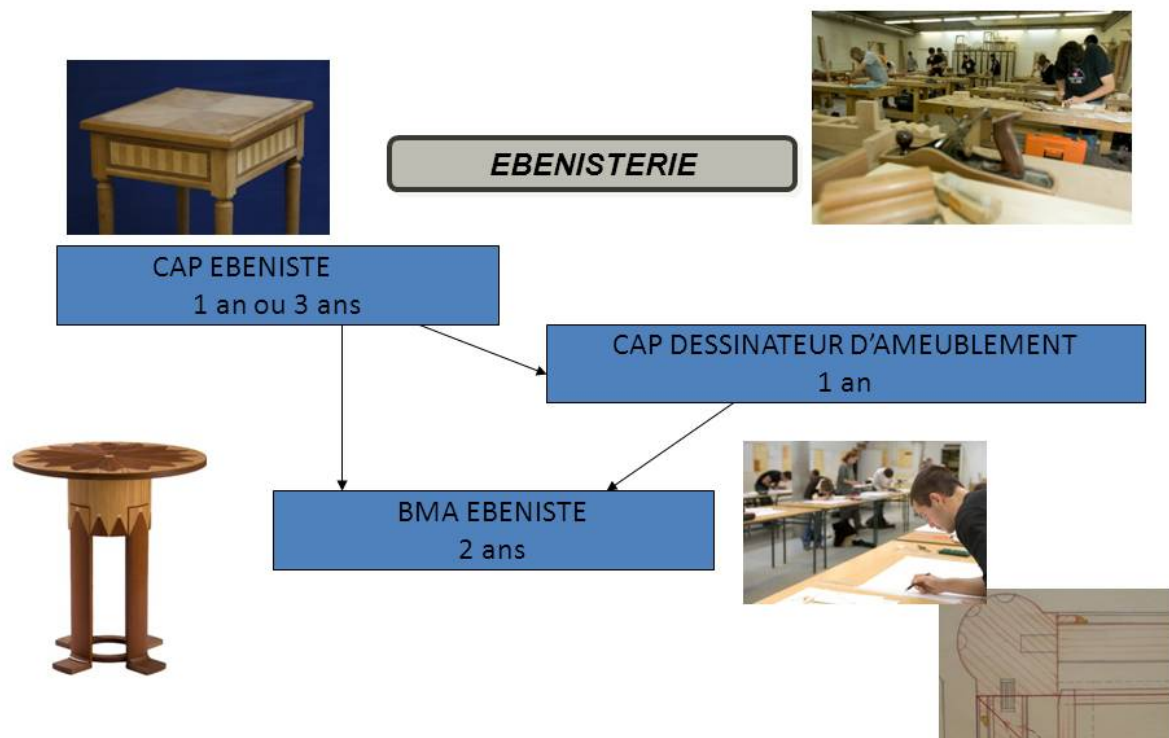 EBENISTERIE
CAP EBENISTE
1 an ou 3 ans
CAP DESSINATEUR D'AMEUBLEMENT
1 an
BMA EBENISTE
2 ans